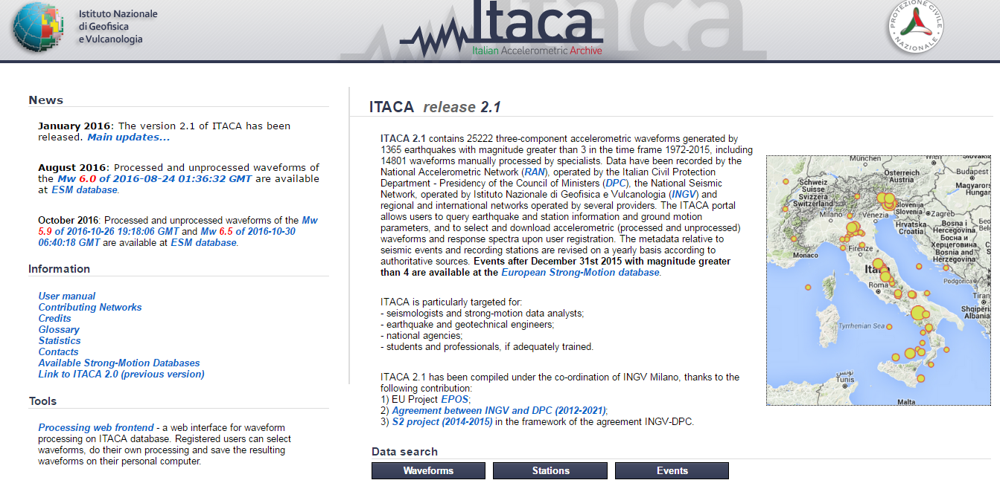 Istituto Nazionale
di Geofisica
e Vulcanologia
Itaca
Italian Accelerometric Archive
PROTEZIONE CIVILE
NAZIONALE
News
January 2016: The version 2.1 of ITACA has been
released. Main updates...
August 2016: Processed and unprocessed waveforms of
the Mw 6.0 of 2016-08-24 01:36:32 GMT are available
at ESM database.
October 2016: Processed and unprocessed waveforms of the Mw
5.9 of 2016-10-26 19:18:06 GMT and Mw 6.5 of 2016-10-30
06:40:18 GMT are available at ESM database.
Information
User manual
Contributing Networks
Credits
Glossary
Statistics
Contacts
Available Strong-Motion Databases
Link to ITACA 2.0 (previous version)
Tools
Processing web frontend - a web interface for waveform
processing on ITACA database. Registered users can select
waveforms, do their own processing and save the resulting
waveforms on their personal computer.
ITACA release 2.1
ITACA 2.1 contains 25222 three-component accelerometric waveforms generated by
1365 earthquakes with magnitude greater than 3 in the time frame 1972-2015, including
14801 waveforms manually processed by specialists. Data have been recorded by the
National Accelerometric Network (RAN), operated by the Italian Civil Protection
Department - Presidency of the Council of Ministers (DPC), the National Seismic
Network, operated by Istituto Nazionale di Geofisica e Vulcanologia (INGV) and
regional and international networks operated by several providers. The ITACA portal
allows users to query earthquake and station information and ground motion
parameters, and to select and download accelerometric (processed and unprocessed)
waveforms and response spectra upon user registration. The metadata relative to
seismic events and recording stations are revised on a yearly basis according to
authoritative sources. Events after December 31st 2015 with magnitude greater
than 4 are available at the European Strong-Motion database.
ITACA is particularly targeted for:
- seismologists and strong-motion data analysts;
- earthquake and geotechnical engineers;
- national agencies;
- students and professionals, if adequately trained.
ITACA 2.1 has been compiled under the co-ordination of INGV Milano, thanks to the
following contribution:
1) EU Project EPOS;
2) Agreement between INGV and DPC (2012-2021);
3) S2 project (2014-2015) in the framework of the agreement INGV-DPC.
Data search
Waveforms Stations Events
München
Wien
Slovakia
Budapest
Österreich
Austria
Magyarors
Hungar
Schweiz
Suisse
Svizzera
Switzerland
Slovenija
Slovenia
Zagreb
Milano
Venezia
Hrvatska
Croatia
Bosna i
Hercegovina
Босна и
Херцеговина
Bosnia and
Herzegovina
Monaco
Firenze
Roma
Podgorica
Tiran
Shqipëri
Albania
Tyrrhenian Sea
تونس
Tunis
Malta